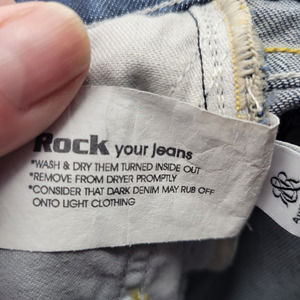 Rock your jeans
*WASH & DRY THEM TURNED INSIDE OUT
*REMOVE FROM DRYER PROMPTLY
*CONSIDER THAT DARK DENIM MAY RUB OFF
ONTO LIGHT CLOTHING